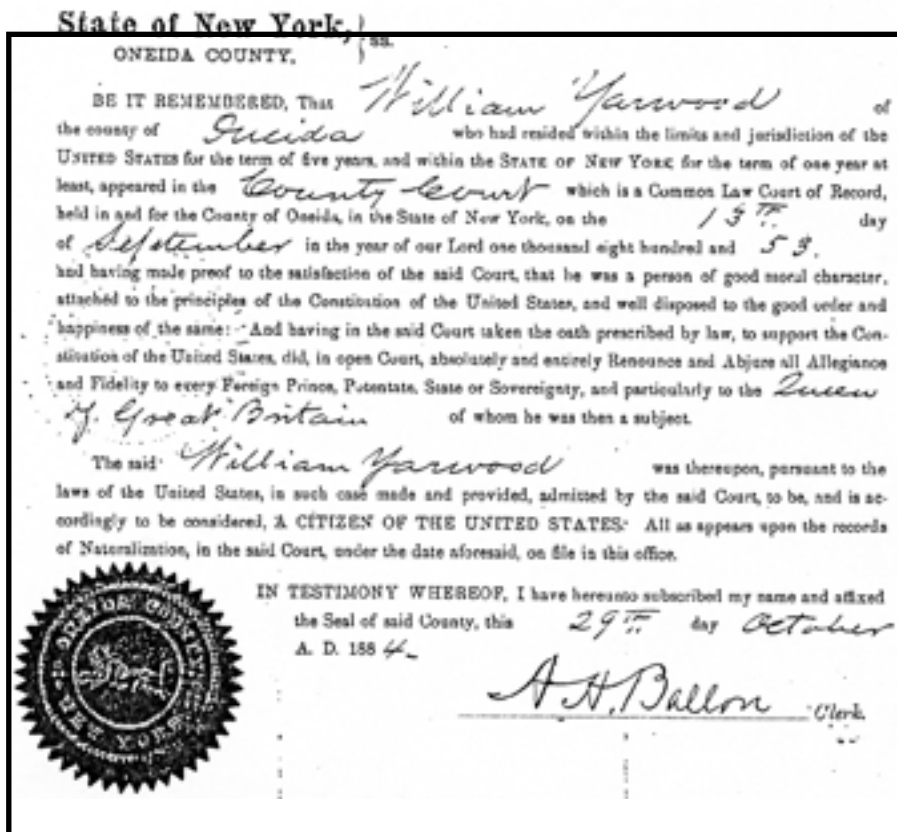 State of New York, } ss.
ONEIDA COUNTY.
BE IT REMEMBERED, That William Yarwood of
the county of Oneida who had resided within the limits and jurisdiction of the
UNITED STATES for the term of five years, and within the STATE OF NEW YORK for the term of one year at
least, appeared in the County Court which is a Common Law Court of Record,
held in and for the County of Oneida, in the State of New York, on the 13TH day
of September in the year of our Lord one thousand eight hundred and 53.
and having made proof to the satisfaction of the said Court, that he was a person of good moral character,
attached to the principles of the Constitution of the United States, and well disposed to the good order and
happiness of the same: And having in the said Court taken the oath prescribed by law, to support the Con-
stitution of the United States, did, in open Court, absolutely and entirely Renounce and Abjure all Allegiance
and Fidelity to every Foreign Prince, Potentate, State or Sovereignty, and particularly to the Queen
of Great Britain of whom he was then a subject.
The said William Yarwood was thereupon, pursuant to the
laws of the United States, in such case made and provided, admitted by the said Court, to be, and is ac-
cordingly to be considered, A CITIZEN OF THE UNITED STATES. All as appears upon the records
of Naturalization, in the said Court, under the date aforesaid, on file in this office.
IN TESTIMONY WHEREOF, I have hereunto subscribed my name and affixed
the Seal of said County, this 29TH day October
A. D. 1884
A H. Ballou Clerk.
COUNTY
NEW YORK